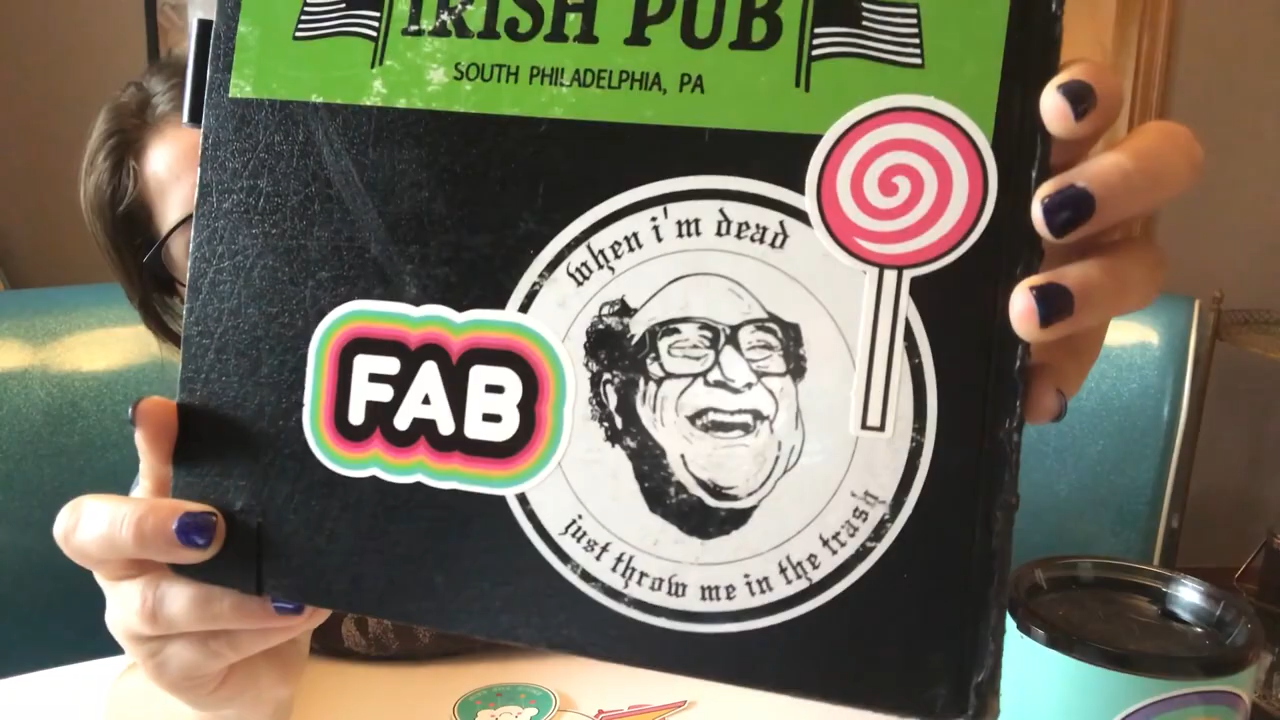 IRISH PUB
SOUTH PHILADELPHIA, PA
when i'm dead
FAB
just throw me in the trash